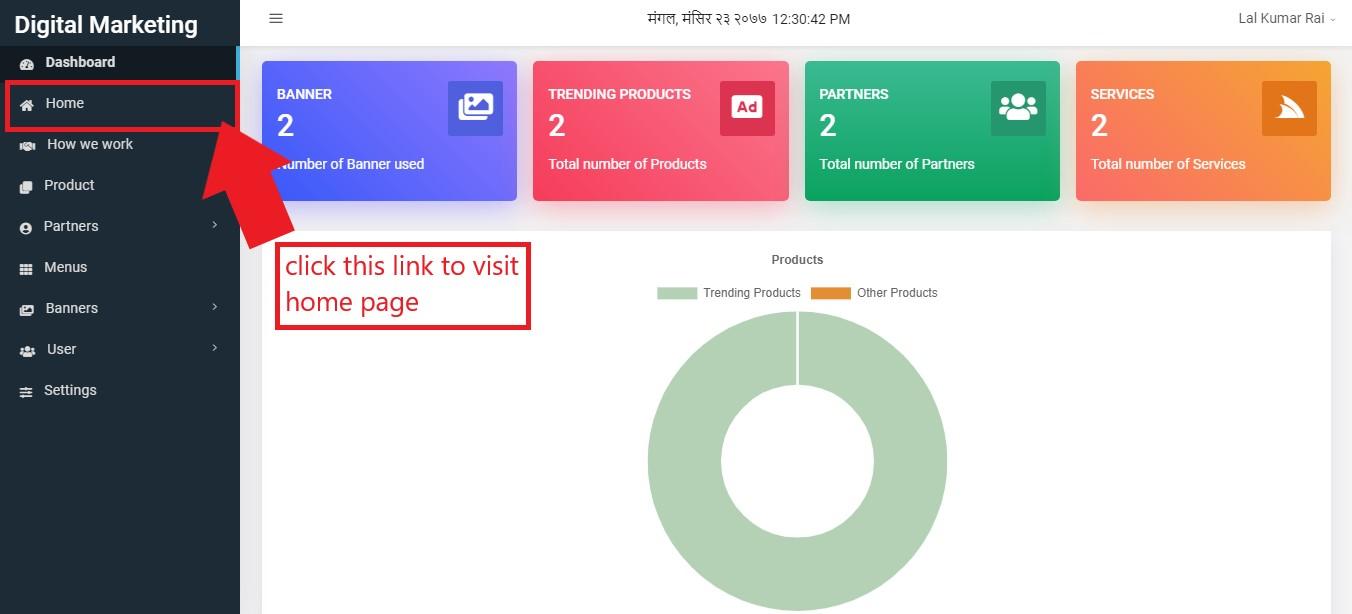 Digital Marketing
मंगल, मंसिर २३ २०७७ 12:30:42 PM
Lal Kumar Rai
Dashboard
Home
How we work
Product
Partners
Menus
Banners
User
Settings
BANNER
2
Number of Banner used
TRENDING PRODUCTS
2
Total number of Products
Ad
PARTNERS
2
Total number of Partners
SERVICES
2
Total number of Services
click this link to visit
home page
Products
Trending Products Other Products